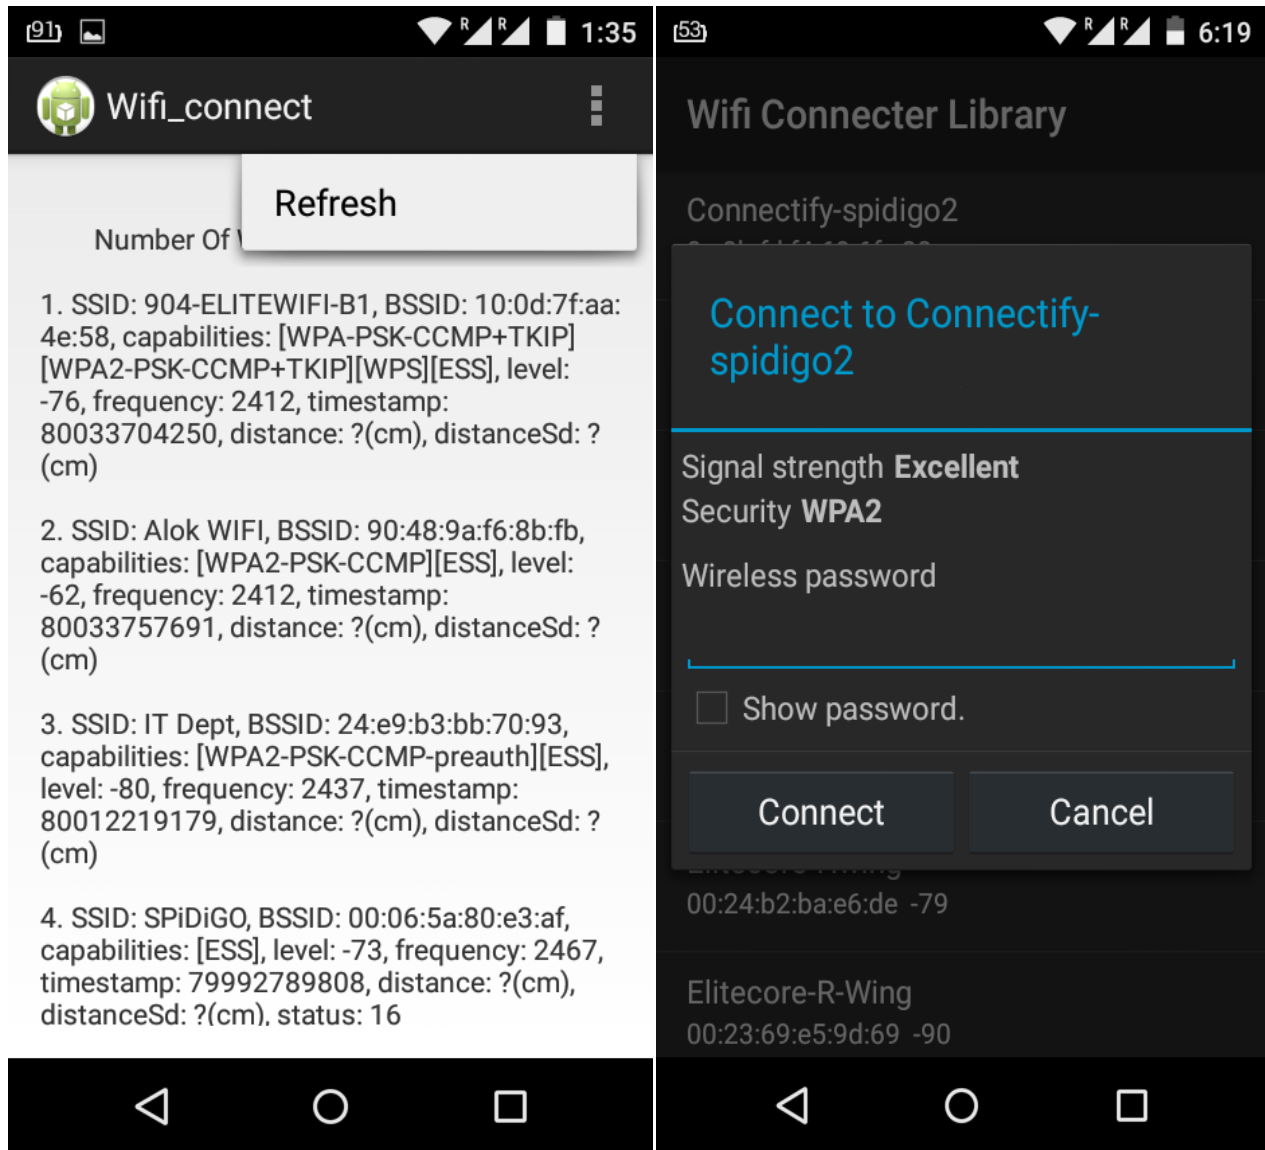 91
1:35
Wifi_connect
Refresh
Number Of
1. SSID: 904-ELITEWIFI-B1, BSSID: 10:0d:7f:aa:
4e:58, capabilities: [WPA-PSK-CCMP+TKIP]
[WPA2-PSK-CCMP+TKIP][WPS][ESS], level:
-76, frequency: 2412, timestamp:
80033704250, distance: ?(cm), distanceSd: ?
(cm)
2. SSID: Alok WIFI, BSSID: 90:48:9a:f6:8b:fb,
capabilities: [WPA2-PSK-CCMP][ESS], level:
-62, frequency: 2412, timestamp:
80033757691, distance: ?(cm), distanceSd: ?
(cm)
3. SSID: IT Dept, BSSID: 24:e9:b3:bb:70:93,
capabilities: [WPA2-PSK-CCMP-preauth][ESS],
level: -80, frequency: 2437, timestamp:
80012219179, distance: ?(cm), distanceSd: ?
(cm)
4. SSID: SPiDiGO, BSSID: 00:06:5a:80:e3:af,
capabilities: [ESS], level: -73, frequency: 2467,
timestamp: 79992789808, distance: ?(cm),
distanceSd: ?(cm), status: 16
53
R R
6:19
Wifi Connecter Library
Connectify-spidigo2
Connect to Connectify-
spidigo2
Signal strength Excellent
Security WPA2
Wireless password
Show password.
Connect Cancel
00:24:b2:ba:e6:de -79
Elitecore-R-Wing
00:23:69:e5:9d:69 -90